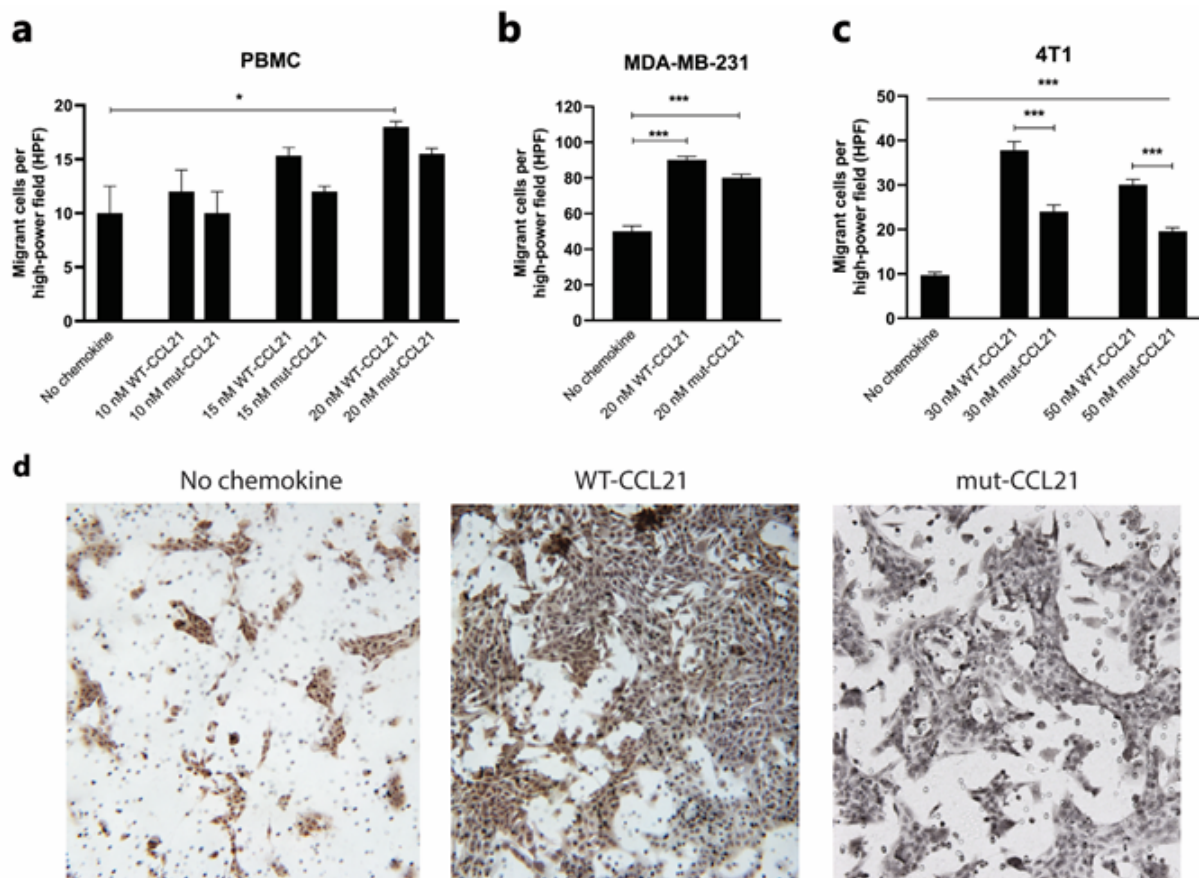 a
PBMC
Migrant cells per
high-power field (HPF)
20
15
10
5
0
*
No chemokine
10 nM WT-CCL21
10 nM mut-CCL21
15 nM WT-CCL21
15 nM mut-CCL21
20 nM WT-CCL21
20 nM mut-CCL21
b
MDA-MB-231
Migrant cells per
high-power field (HPF)
120
100
80
60
40
20
0
***
***
No chemokine
20 nM WT-CCL21
20 nM mut-CCL21
c
4T1
Migrant cells per
high-power field (HPF)
50
40
30
20
10
0
***
***
***
No chemokine
30 nM WT-CCL21
30 nM mut-CCL21
50 nM WT-CCL21
50 nM mut-CCL21
d
No chemokine
WT-CCL21
mut-CCL21